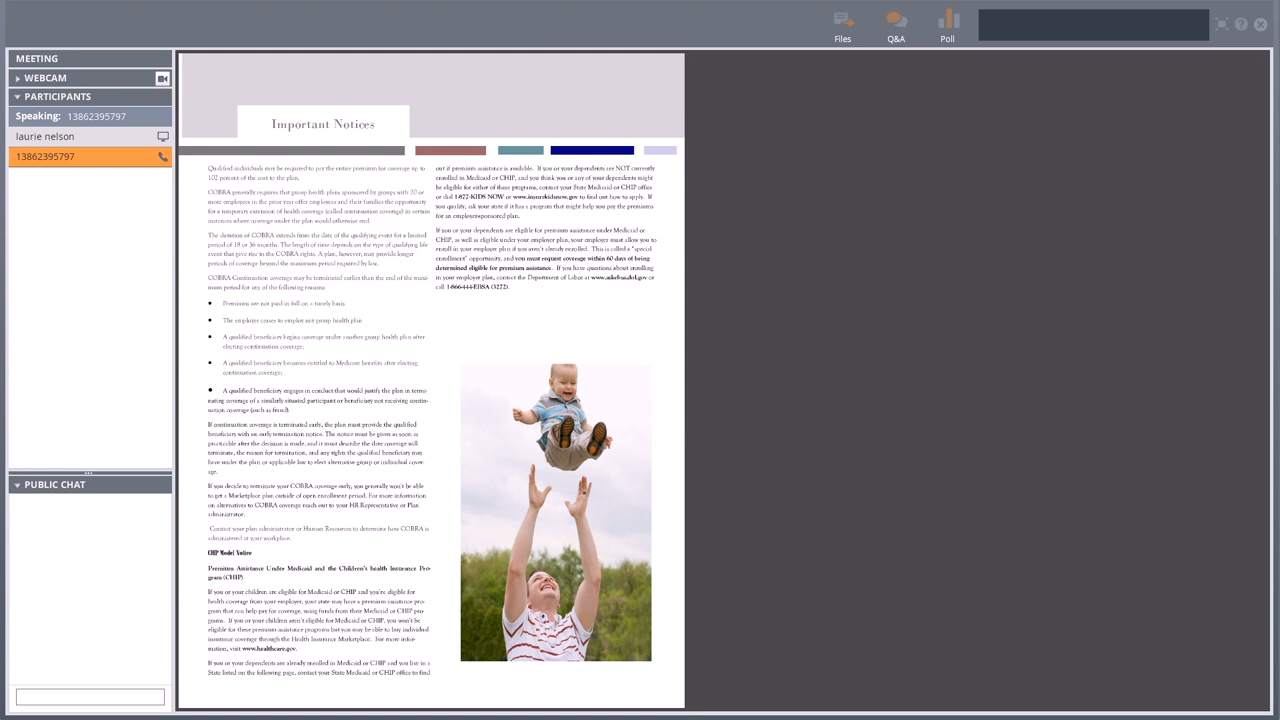 Files
Q&A
Poll
MEETING
WEBCAM
PARTICIPANTS
Speaking: 13862395797
laurie nelson
13862395797
PUBLIC CHAT
Important Notices
Qualified individuals may be required to pay the entire premium for coverage up to
102 percent of the cost to the plan.
COBRA generally requires that group health plans sponsored by groups with 20 or
more employees in the prior year offer employees and their families the opportunity
for a temporary extension of health coverage (called continuation coverage) in certain
instances where coverage under the plan would otherwise end.
The duration of COBRA extends from the date of the qualifying event for a limited
period of 18 or 36 months. The length of time depends on the type of qualifying life
event that gave rise to the COBRA rights. A plan, however, may provide longer
periods of coverage beyond the maximum period required by law.
COBRA Continuation coverage may be terminated earlier than the end of the maxi-
mum period for any of the following reasons:
• Premiums are not paid in full on a timely basis
• The employer ceases to employ any group health plan
• A qualified beneficiary begins coverage under another group health plan after
electing continuation coverage;
• A qualified beneficiary becomes entitled to Medicare benefits after electing
continuation coverage;
• A qualified beneficiary engages in conduct that would justify the plan in termi-
nating coverage of a similarly situated participant or beneficiary not receiving contin-
uation coverage (such as fraud).
If continuation coverage is terminated early, the plan must provide the qualified
beneficiary with an early termination notice. The notice must be given as soon as
practicable after the decision is made, and it must describe the date coverage will
terminate, the reason for termination, and any rights the qualified beneficiary may
have under the plan or applicable law to elect alternative group or individual cover-
age.
If you decide to terminate your COBRA coverage early, you generally won't be able
to get a Marketplace plan outside of open enrollment period. For more information
on alternatives to COBRA coverage reach out to your HR Representative or Plan
administrator.
Contact your plan administrator or Human Resources to determine how COBRA is
administered at your workplace.
CHIP Model Notice
Premium Assistance Under Medicaid and the Children's health Insurance Pro-
gram (CHIP)
If you or your children are eligible for Medicaid or CHIP and you're eligible for
health coverage from your employer, your state may have a premium assistance pro-
gram that can help pay for coverage, using funds from their Medicaid or CHIP pro-
grams. If you or your children aren't eligible for Medicaid or CHIP, you won't be
eligible for these premium assistance programs but you may be able to buy individual
insurance coverage through the Health Insurance Marketplace. For more infor-
mation, visit www.healthcare.gov.
If you or your dependents are already enrolled in Medicaid or CHIP and you live in a
State listed on the following page, contact your State Medicaid or CHIP office to find
out if premium assistance is available. If you or your dependents are NOT currently
enrolled in Medicaid or CHIP, and you think you or any of your dependents might
be eligible for either of these programs, contact your State Medicaid or CHIP office
or dial 1-877-KIDS NOW or www.insurekidsnow.gov to find out how to apply. If
you qualify, ask your state if it has a program that might help you pay the premiums
for an employer-sponsored plan.
If you or your dependents are eligible for premium assistance under Medicaid or
CHIP, as well as eligible under your employer plan, your employer must allow you to
enroll in your employer plan if you aren't already enrolled. This is called a "special
enrollment" opportunity, and you must request coverage within 60 days of being
determined eligible for premium assistance. If you have questions about enrolling
in your employer plan, contact the Department of Labor at www.askebsa.dol.gov or
call 1-866-444-EBSA (3272).